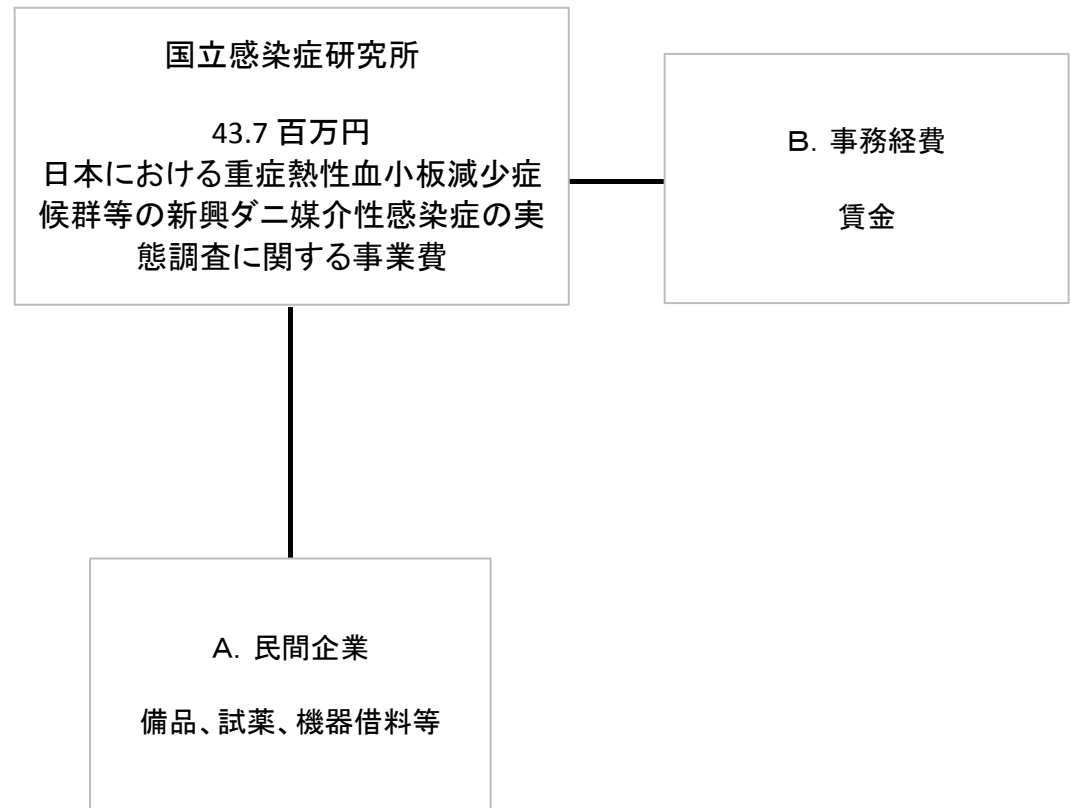 国立感染症研究所
43.7 百万円
日本における重症熱性血小板減少症
候群等の新興ダニ媒介性感染症の実
態調査に関する事業費
B. 事務経費
賃金
A. 民間企業
備品、試薬、機器借料等